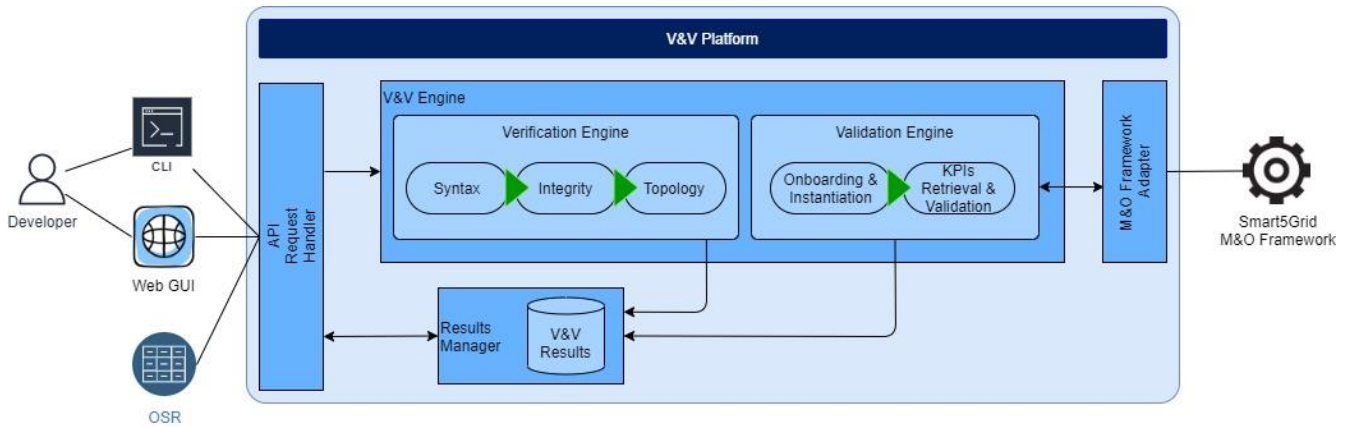 V&V Platform
CLI
Developer
Web GUI
OSR
API
Request
Handler
V&V Engine
Verification Engine
Syntax
Integrity
Topology
Validation Engine
Onboarding &
Instantiation
KPIs
Retrieval &
Validation
Results
Manager
V&V
Results
M&O Framework
Adapter
Smart5Grid
M&O Framework